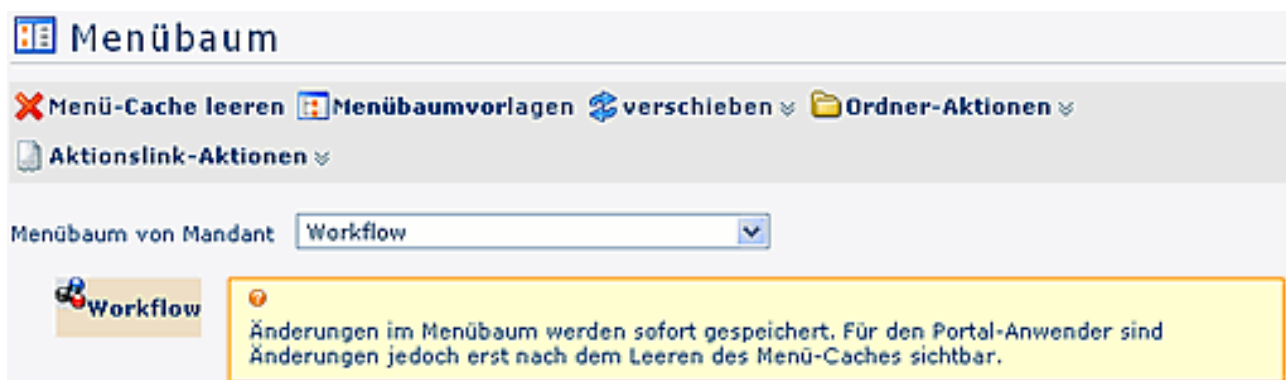 Menübaum
Menü-Cache leeren Menübaumvorlagen verschieben Ordner-Aktionen
Aktionslink-Aktionen
Menübaum von Mandant Workflow
Workflow
Änderungen im Menübaum werden sofort gespeichert. Für den Portal-Anwender sind
Änderungen jedoch erst nach dem Leeren des Menü-Caches sichtbar.